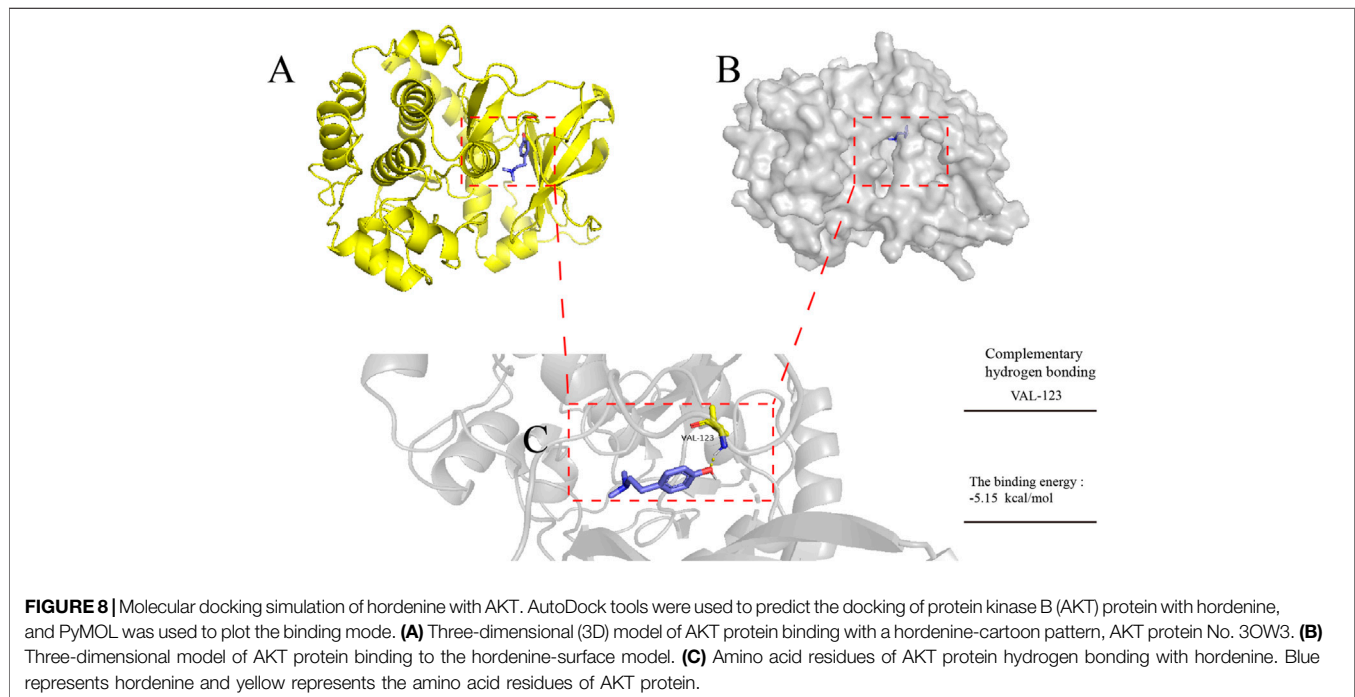 A
B
C
VAL-123
Complementary
hydrogen bonding
VAL-123
The binding energy :
-5.15 kcal/mol
FIGURE 8 | Molecular docking simulation of hordenine with AKT. AutoDock tools were used to predict the docking of protein kinase B (AKT) protein with hordenine,
and PyMOL was used to plot the binding mode. (A) Three-dimensional (3D) model of AKT protein binding with a hordenine-cartoon pattern, AKT protein No. 3OW3. (B)
Three-dimensional model of AKT protein binding to the hordenine-surface model. (C) Amino acid residues of AKT protein hydrogen bonding with hordenine. Blue
represents hordenine and yellow represents the amino acid residues of AKT protein.